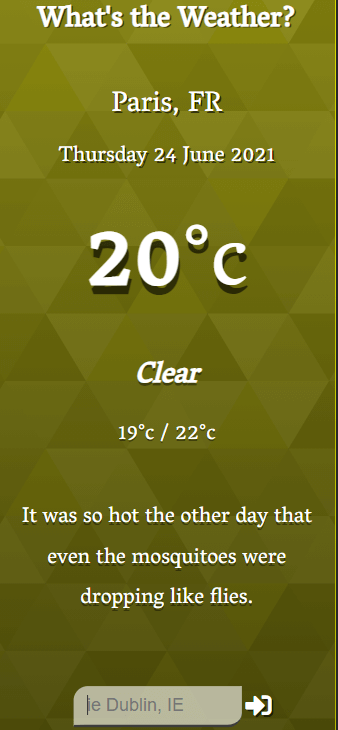 What's the Weather?
Paris, FR
Thursday 24 June 2021
20°c
Clear
19°c / 22°c
It was so hot the other day that
even the mosquitoes were
dropping like flies.
ie Dublin, IE